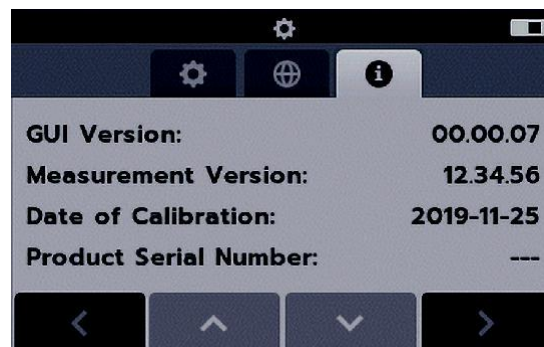 GUI Version: 00.00.07
Measurement Version: 12.34.56
Date of Calibration: 2019-11-25
Product Serial Number: ---